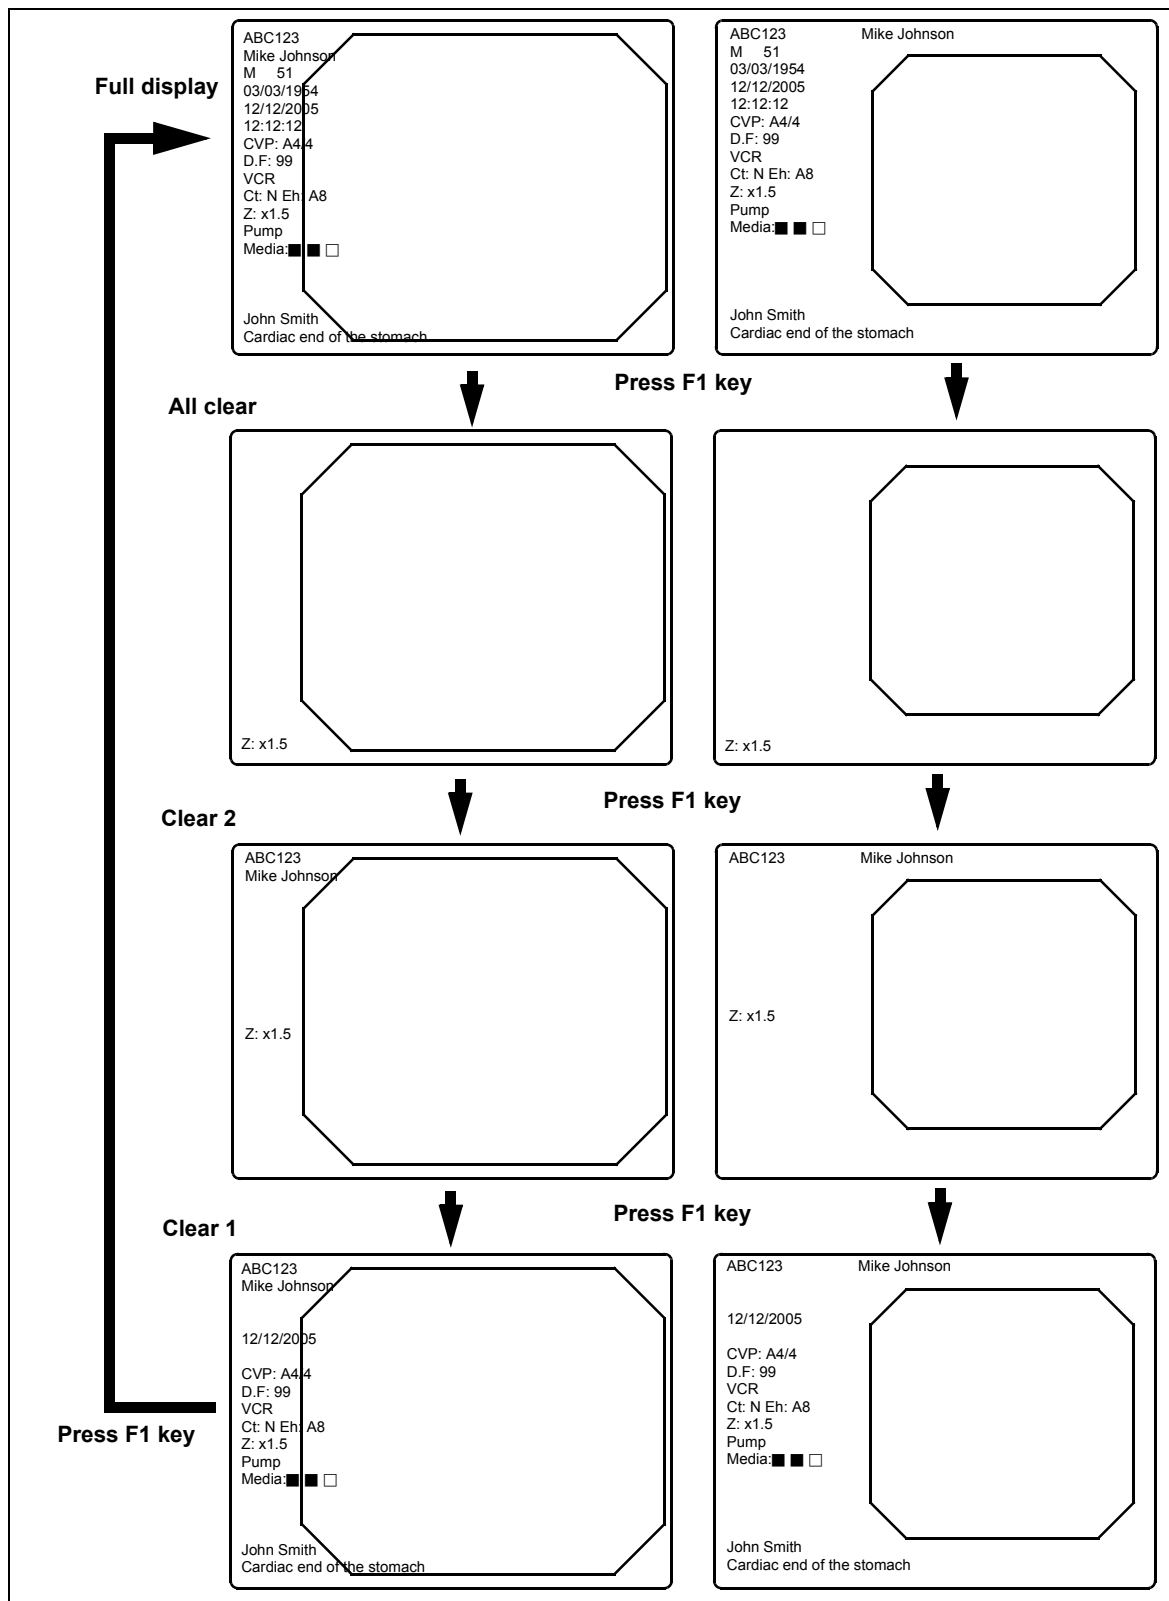 Full display
ABC123
Mike Johnson
M 51
03/03/1954
12/12/2005
12:12:12
CVP: A4/4
D.F: 99
VCR
Ct: N Eh: A8
Z: x1.5
Pump
Media:■ ■ □
John Smith
Cardiac end of the stomach
ABC123 Mike Johnson
M 51
03/03/1954
12/12/2005
12:12:12
CVP: A4/4
D.F: 99
VCR
Ct: N Eh: A8
Z: x1.5
Pump
Media:■ ■ □
John Smith
Cardiac end of the stomach
Press F1 key
All clear
Z: x1.5
Z: x1.5
Press F1 key
Clear 2
ABC123
Mike Johnson
Z: x1.5
ABC123 Mike Johnson
Z: x1.5
Press F1 key
Clear 1
ABC123
Mike Johnson
12/12/2005
CVP: A4/4
D.F: 99
VCR
Ct: N Eh: A8
Z: x1.5
Pump
Media:■ ■ □
John Smith
Cardiac end of the stomach
ABC123 Mike Johnson
12/12/2005
CVP: A4/4
D.F: 99
VCR
Ct: N Eh: A8
Z: x1.5
Pump
Media:■ ■ □
John Smith
Cardiac end of the stomach
Press F1 key